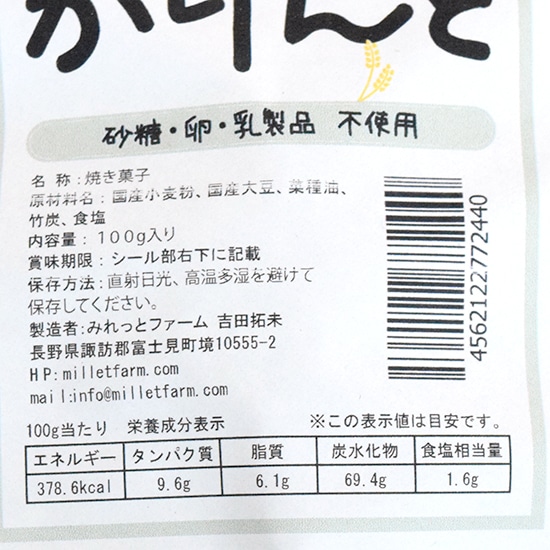 かりんと
砂糖・卵・乳製品 不使用
名 称：焼き菓子
原材料名：国産小麦粉、国産大豆、菜種油、
竹炭、食塩
内容量：100g入り
賞味期限：シール部右下に記載
保存方法：直射日光、高温多湿を避けて
保存してください。
製造者：みれっとファーム 吉田拓未
長野県諏訪郡富士見町境10555-2
HP:milletfarm.com
mail:info@milletfarm.com
4562122772440
100g当たり 栄養成分表示 ※この表示値は目安です。
エネルギー タンパク質 脂質 炭水化物 食塩相当量
378.6kcal 9.6g 6.1g 69.4g 1.6g